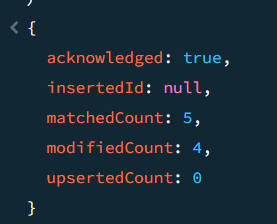 {
acknowledged: true,
insertedId: null,
matchedCount: 5,
modifiedCount: 4,
upsertedCount: 0
}